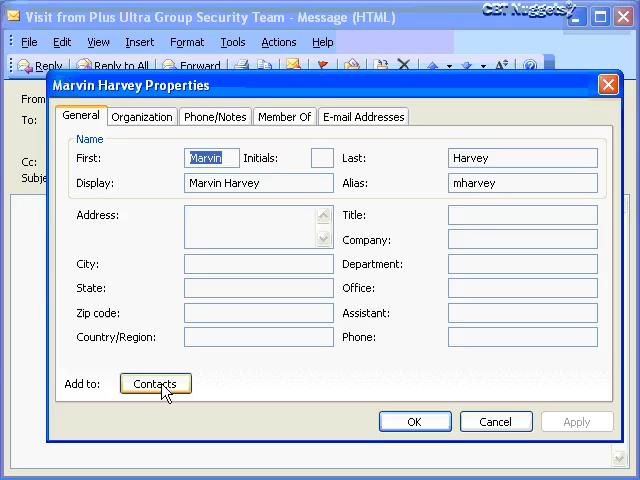 Visit from Plus Ultra Group Security Team - Message (HTML)
CBT Nuggets
File Edit View Insert Format Tools Actions Help
Reply Reply to All Forward
From
To:
Cc:
Subje
Marvin Harvey Properties
General Organization Phone/Notes Member Of E-mail Addresses
Name
First: Marvin Initials: Last: Harvey
Display: Marvin Harvey Alias: mharvey
Address: Title:
Company:
City: Department:
State: Office:
Zip code: Assistant:
Country/Region: Phone:
Add to: Contacts
OK Cancel Apply